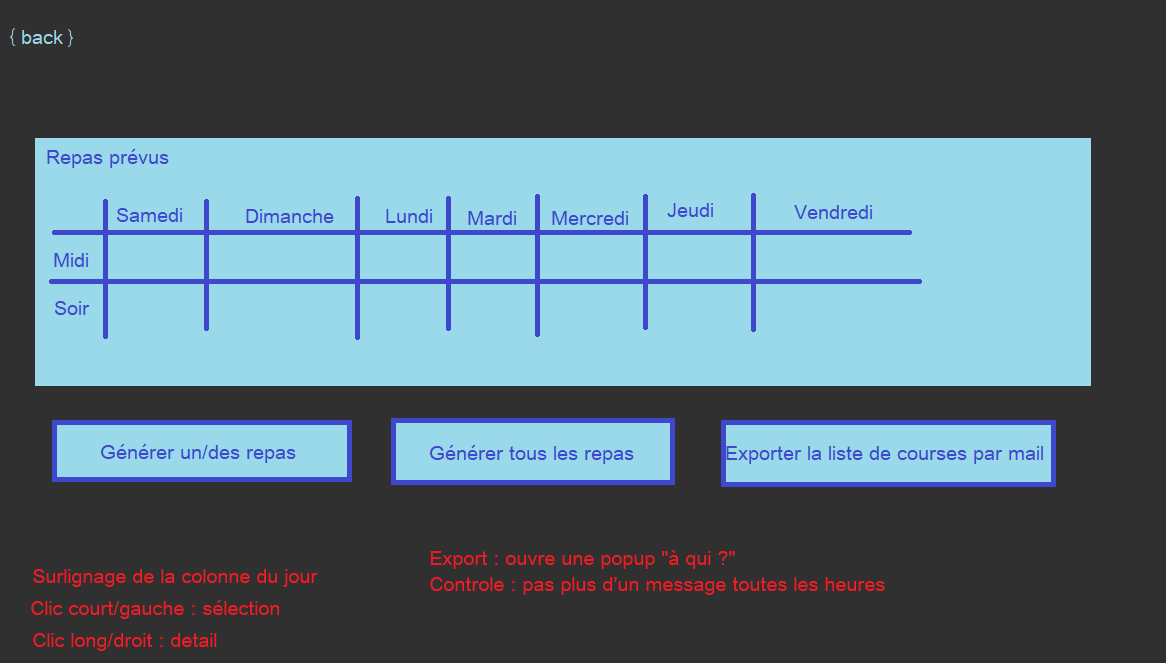 { back }
Repas prévus
Samedi Dimanche Lundi Mardi Mercredi Jeudi Vendredi
Midi
Soir
Générer un/des repas
Générer tous les repas
Exporter la liste de courses par mail
Surlignage de la colonne du jour
Clic court/gauche : sélection
Clic long/droit : detail
Export : ouvre une popup "à qui ?"
Controle : pas plus d'un message toutes les heures